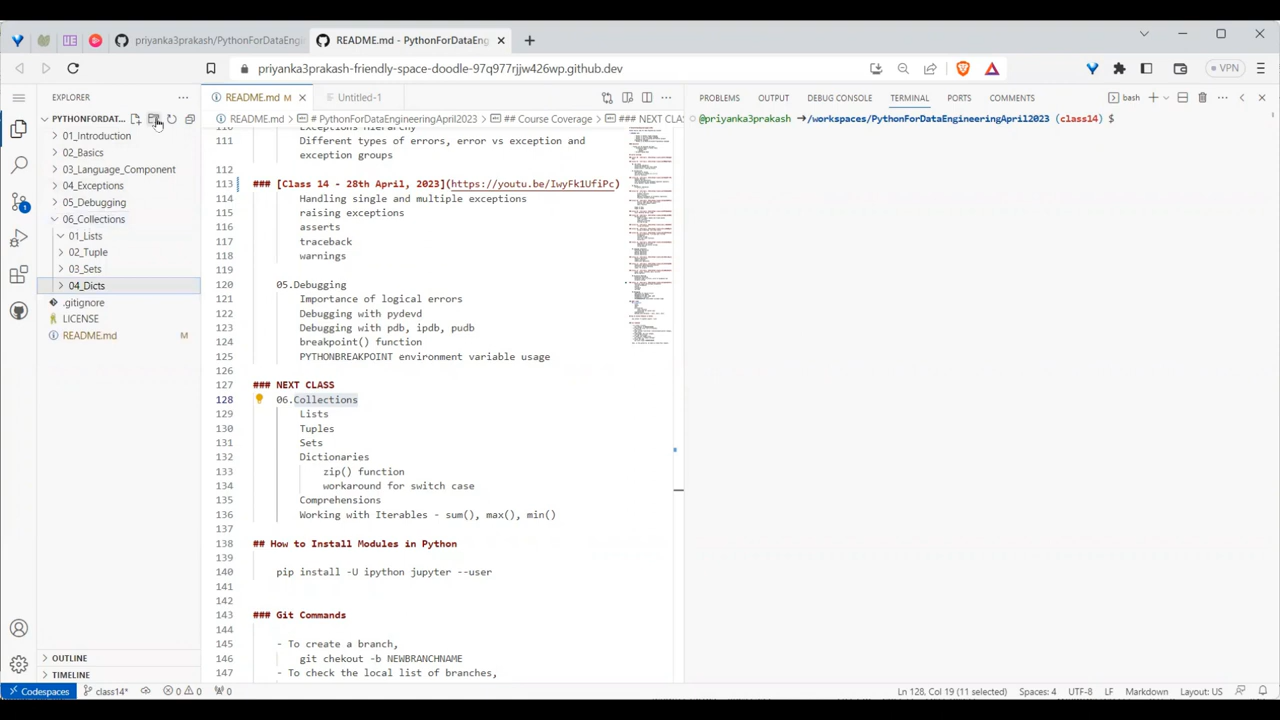 priyanka3prakash/PythonForDataEngin
README.md - PythonForDataEng
priyanka3prakash-friendly-space-doodle-97q977rjjw426wp.github.dev
VPN
EXPLORER
README.md M
Untitled-1
PROBLEMS
OUTPUT
DEBUG CONSOLE
TERMINAL
PORTS
COMMENTS
PYTHONFORDAT...
README.md > # PythonForDataEngineeringApril2023 > ## Course Coverage > ### NEXT CLAS
bash
@priyanka3prakash →/workspaces/PythonForDataEngineeringApril2023 (class14) $
01_Introduction
02_Basics
03_Language_Component
04_Exceptions
05_Debugging
06_Collections
01_Lists
02_Tuples
03_Sets
04_Dicts
.gitignore
LICENSE
README.md M
110 Exceptions hierarchy
111 Different types of errors, error vs exception and
exception groups
112
113 ### [Class 14 - 28th April, 2023](https://youtu.be/IwyFk1UfiPc)
114 Handling single and multiple exceptions
115 raising exceptions
116 asserts
117 traceback
118 warnings
119
120 05.Debugging
121 Importance of logical errors
122 Debugging with pydevd
123 Debugging with pdb, ipdb, pudb
124 breakpoint() function
125 PYTHONBREAKPOINT environment variable usage
126
127 ### NEXT CLASS
128 06.Collections
129 Lists
130 Tuples
131 Sets
132 Dictionaries
133 zip() function
134 workaround for switch case
135 Comprehensions
136 Working with Iterables - sum(), max(), min()
137
138 ## How to Install Modules in Python
139
140 pip install -U ipython jupyter --user
141
142
143 ### Git Commands
144
145 - To create a branch,
146 git chekout -b NEWBRANCHNAME
147 - To check the local list of branches,
OUTLINE
TIMELINE
Codespaces
class14*
0
0
0
Ln 128, Col 19 (11 selected)
Spaces: 4
UTF-8
LF
Markdown
Layout: US